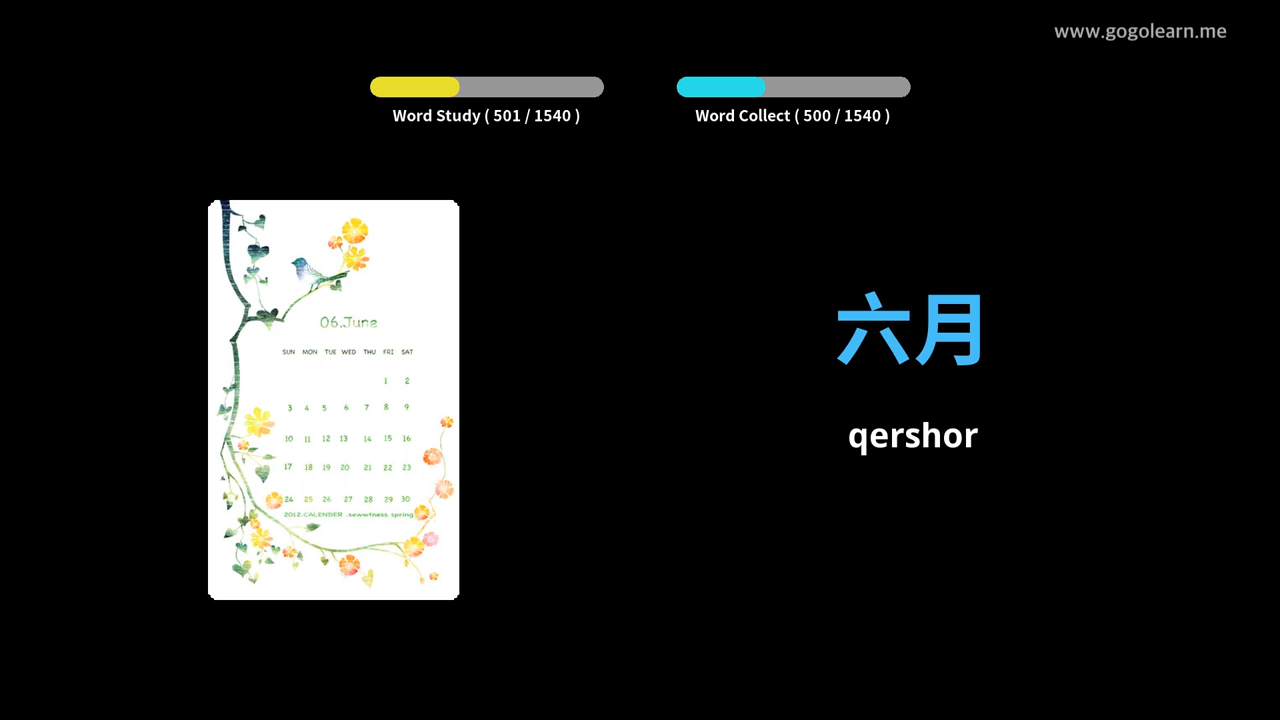 www.gogolearn.me
Word Study ( 501 / 1540 )
Word Collect ( 500 / 1540 )
06.June
SUN MON TUE WED THU FRI SAT
1 2
3 4 5 6 7 8 9
10 11 12 13 14 15 16
17 18 19 20 21 22 23
24 25 26 27 28 29 30
2012.CALENDER .sewwtness spring
六月
qershor